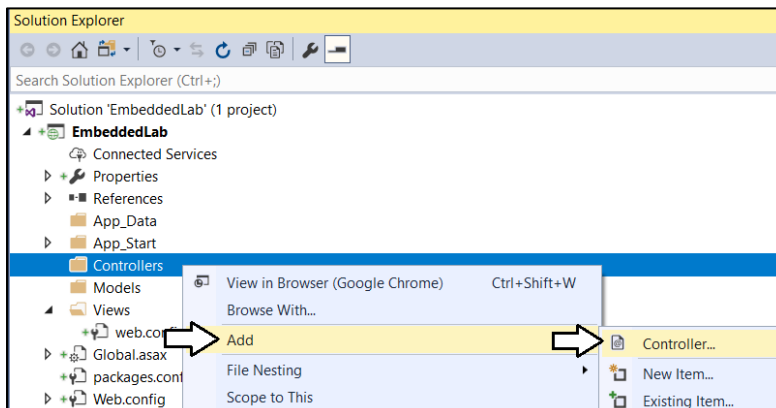 Solution Explorer
Search Solution Explorer (Ctrl+;)
Solution 'EmbeddedLab' (1 project)
EmbeddedLab
Connected Services
Properties
References
App_Data
App_Start
Controllers
View in Browser (Google Chrome) Ctrl+Shift+W
Models
Browse With...
Views
web.confi
Add
Controller...
Global.asax
File Nesting
New Item...
packages.conf
Web.config
Scope to This
Existing Item...